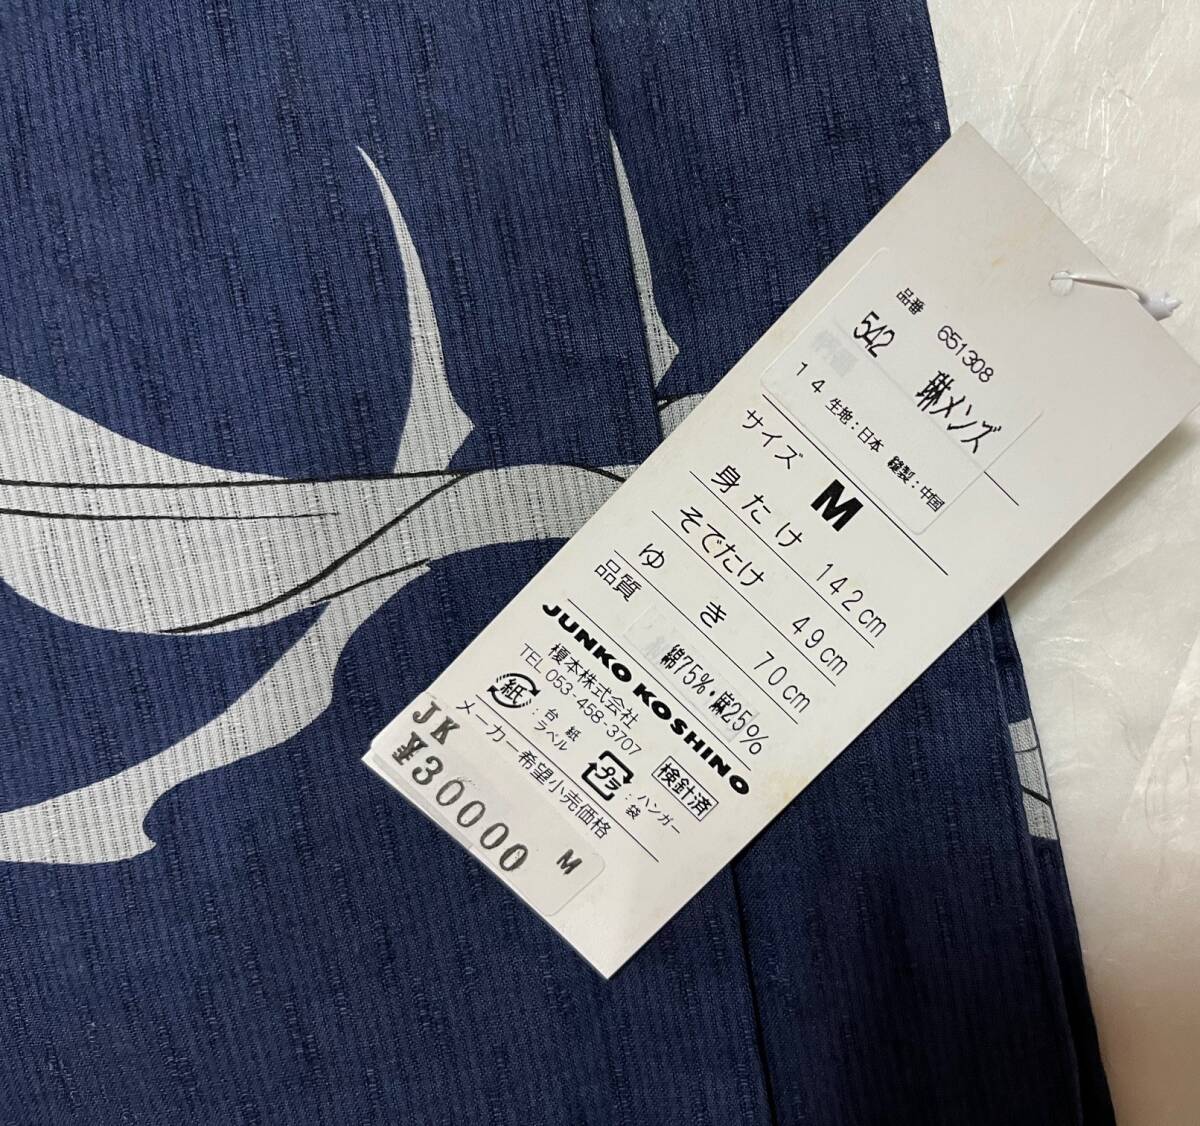 品番 651308
542 琳メンズ
14 生地：日本 縫製：中国
サイズ M
身たけ 142cm
そでたけ 49cm
ゆき 70cm
品質 綿75%・麻25%
JUNKO KOSHINO
榎本株式会社
TEL 053-458-3707
紙：台紙 ラベル
プラ：ハンガー 袋
検針済
メーカー希望小売価格
JK
¥30000 M